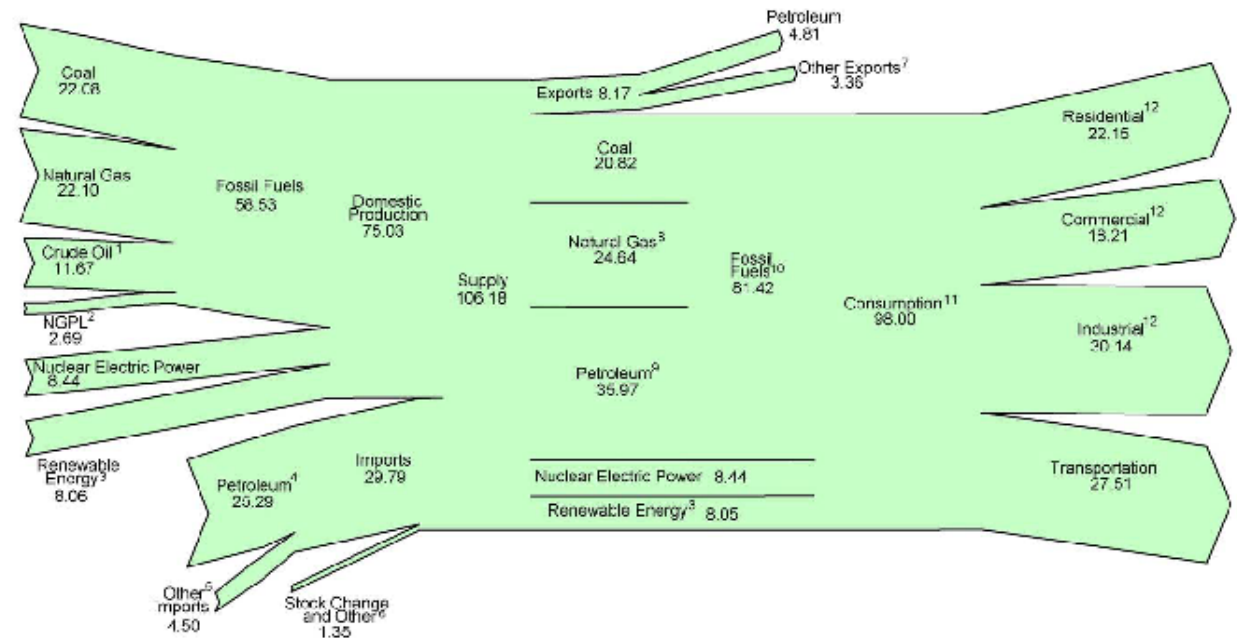 Petroleum
4.81
Other Exports7
3.36
Exports 8.17
Coal
22.08
Natural Gas
22.10
Crude Oil1
11.67
NGPL2
2.69
Nuclear Electric Power
8.44
Renewable
Energy3
8.06
Fossil Fuels
58.53
Domestic
Production
75.03
Petroleum4
25.29
Imports
29.79
Other5
Imports
4.50
Stock Change
and Other6
1.35
Supply
106.18
Coal
20.82
Natural Gas8
24.64
Petroleum9
35.97
Nuclear Electric Power 8.44
Renewable Energy3 8.05
Fossil
Fuels10
81.42
Consumption11
98.00
Residential12
22.15
Commercial12
18.21
Industrial12
30.14
Transportation
27.51